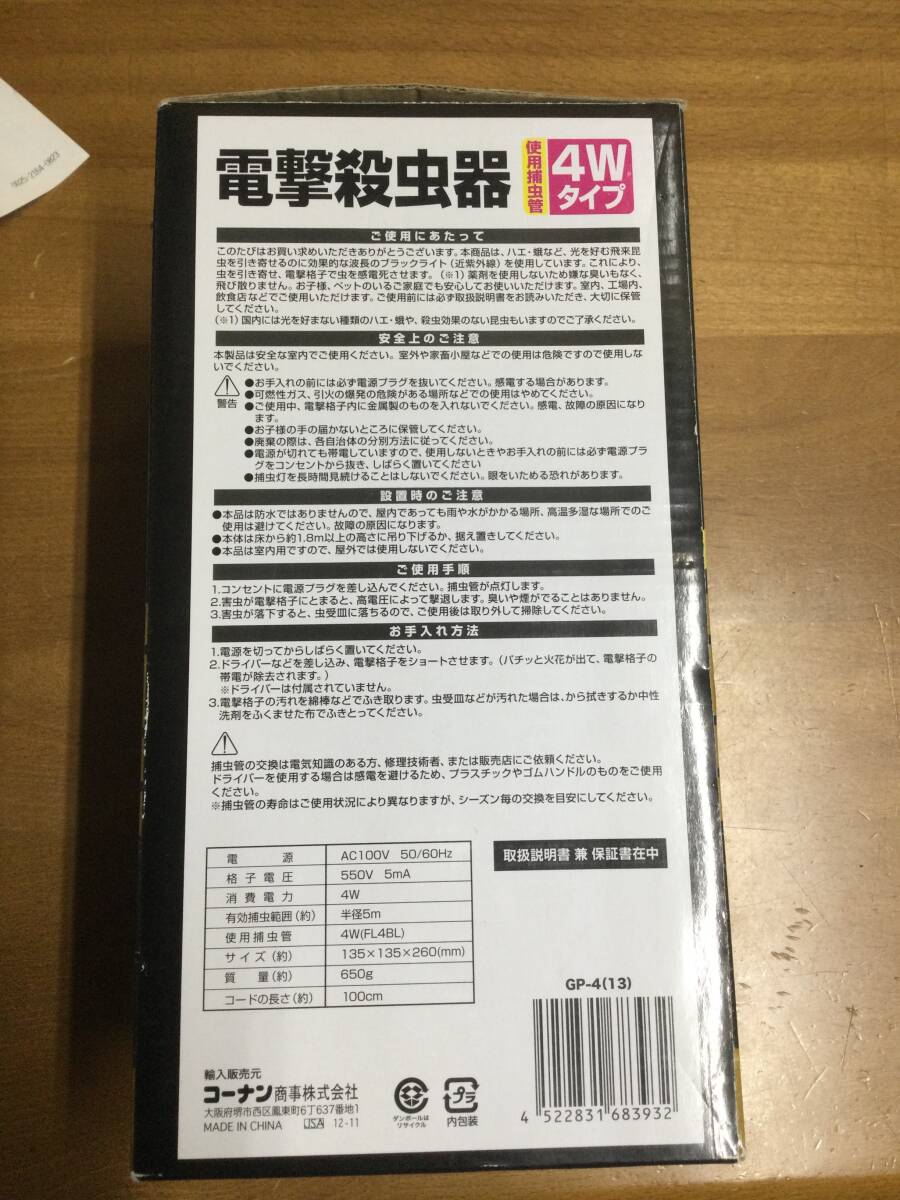 電撃殺虫器
使用捕虫管
4W
タイプ
ご使用にあたって
このたびはお買い求めいただきありがとうございます。本商品は、ハエ・蛾など、光を好む飛来昆
虫を引き寄せるのに効果的な波長のブラックライト(近紫外線)を使用しています。これにより、
虫を引き寄せ、電撃格子で虫を感電死させます。(※1)薬剤を使用しないため嫌な臭いもなく、
飛び散りません。お子様、ペットのいるご家庭でも安心してお使いいただけます。室内、工場内、
飲食店などでご使用いただけます。ご使用前には必ず取扱説明書をお読みいただき、大切に保管
してください。
(※1)国内には光を好まない種類のハエ・蛾や、殺虫効果のない昆虫もいますのでご了承ください。
安全上のご注意
本製品は安全な室内でご使用ください。室外や家畜小屋などでの使用は危険ですので使用しな
いでください。
警告
●お手入れの前には必ず電源プラグを抜いてください。感電する場合があります。
●可燃性ガス、引火の爆発の危険がある場所などでの使用はやめてください。
●ご使用中、電撃格子内に金属製のものを入れないでください。感電、故障の原因になり
ます。
●お子様の手の届かないところに保管してください。
●廃棄の際は、各自治体の分別方法に従ってください。
●電源が切れても帯電していますので、使用しないときやお手入れの前には必ず電源プラ
グをコンセントから抜き、しばらく置いてください
●捕虫灯を長時間見続けることはしないでください。眼をいためる恐れがあります。
設置時のご注意
●本品は防水ではありませんので、屋内であっても雨や水がかかる場所、高温多湿な場所でのご
使用は避けてください。故障の原因になります。
●本体は床から約1.8m以上の高さに吊り下げるか、据え置きしてください。
●本品は室内用ですので、屋外では使用しないでください。
ご使用手順
1.コンセントに電源プラグを差し込んでください。捕虫管が点灯します。
2.害虫が電撃格子にとまると、高電圧によって撃退します。臭いや煙がでることはありません。
3.害虫が落下すると、虫受皿に落ちるので、ご使用後は取り外して掃除してください。
お手入れ方法
1.電源を切ってからしばらく置いてください。
2.ドライバーなどを差し込み、電撃格子をショートさせます。(パチッと火花が出て、電撃格子の
帯電が除去されます。)
※ドライバーは付属されていません。
3.電撃格子の汚れを綿棒などでふき取ります。虫受皿などが汚れた場合は、から拭きするか中性
洗剤をふくませた布でふきとってください。
捕虫管の交換は電気知識のある方、修理技術者、または販売店にご依頼ください。
ドライバーを使用する場合は感電を避けるため、プラスチックやゴムハンドルのものをご使用
ください。
※捕虫管の寿命はご使用状況により異なりますが、シーズン毎の交換を目安にしてください。
電源 AC100V 50/60Hz
格子電圧 550V 5mA
消費電力 4W
有効捕虫範囲(約) 半径5m
使用捕虫管 4W(FL4BL)
サイズ(約) 135×135×260(mm)
質量(約) 650g
コードの長さ(約) 100cm
取扱説明書 兼 保証書在中
GP-4(13)
4 522831 683932
輸入販売元
コーナン商事株式会社
大阪府堺市西区鳳東町6丁637番地1
MADE IN CHINA JSA 12-11
ダンボールは
リサイクル
プラ
内包装